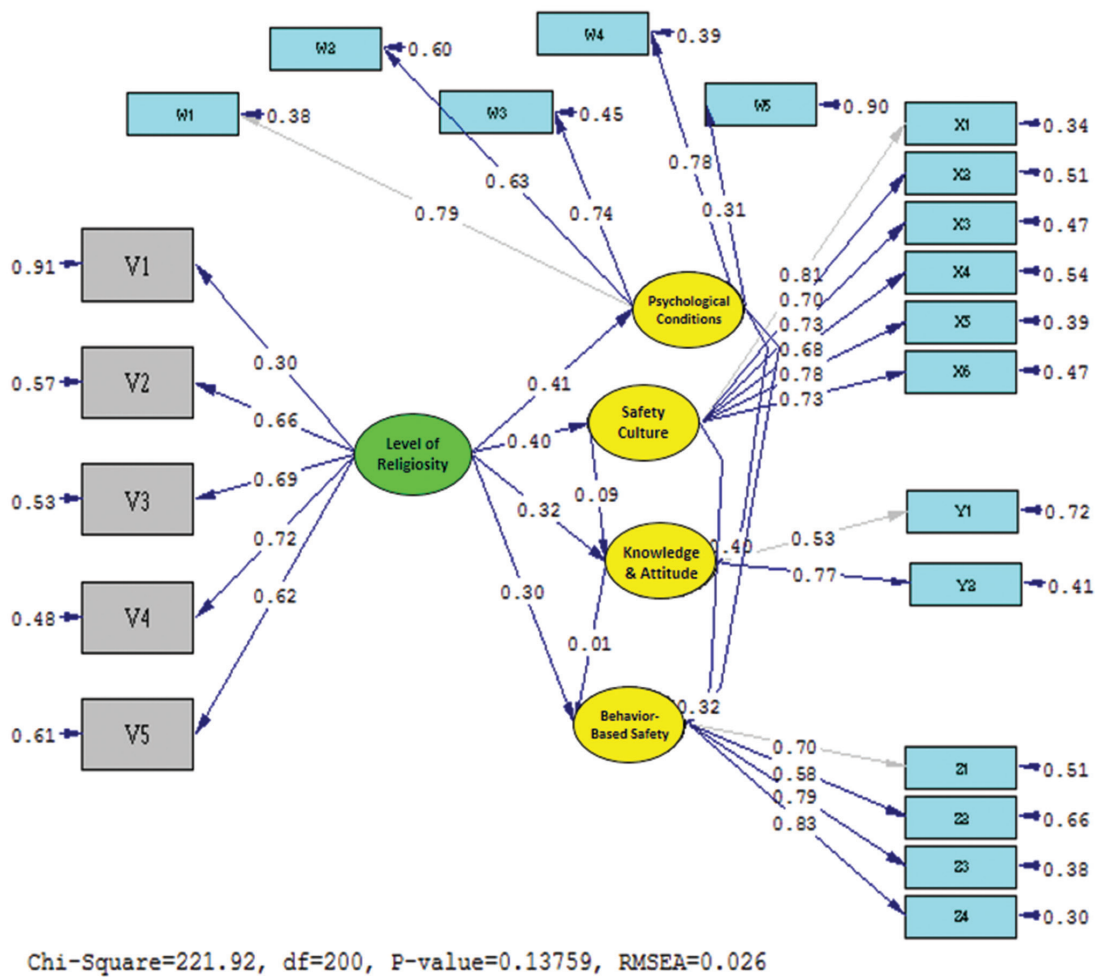 W4
0.39
W2
0.60
W5
0.90
W3
0.45
W1
0.38
X1
0.34
X2
0.51
X3
0.47
X4
0.54
X5
0.39
X6
0.47
0.79
0.63
0.74
0.78
0.31
0.91
V1
0.57
V2
0.53
V3
0.48
V4
0.61
V5
0.30
0.66
0.69
0.72
0.62
Level of
Religiosity
0.41
0.40
0.32
0.30
Psychological
Conditions
Safety
Culture
0.09
Knowledge
& Attitude
0.01
Behavior-
Based Safety
0.81
0.70
0.73
0.68
0.78
0.73
0.40
0.53
0.77
Y1
0.72
Y2
0.41
0.32
0.70
0.58
0.79
0.83
Z1
0.51
Z2
0.66
Z3
0.38
Z4
0.30
Chi-Square=221.92, df=200, P-value=0.13759, RMSEA=0.026